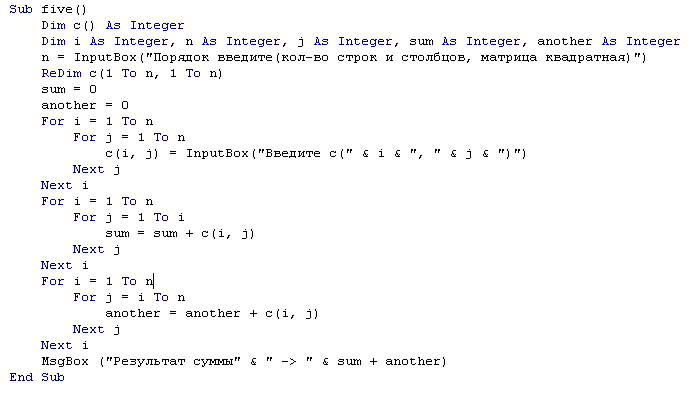 Sub five()
    Dim c() As Integer
    Dim i As Integer, n As Integer, j As Integer, sum As Integer, another As Integer
    n = InputBox("Порядок введите(кол-во строк и столбцов, матрица квадратная)")
    ReDim c(1 To n, 1 To n)
    sum = 0
    another = 0
    For i = 1 To n
        For j = 1 To n
            c(i, j) = InputBox("Введите c(" & i & ", " & j & ")")
        Next j
    Next i
    For i = 1 To n
        For j = 1 To i
            sum = sum + c(i, j)
        Next j
    Next i
    For i = 1 To n
        For j = i To n
            another = another + c(i, j)
        Next j
    Next i
    MsgBox ("Результат суммы" & " -> " & sum + another)
End Sub